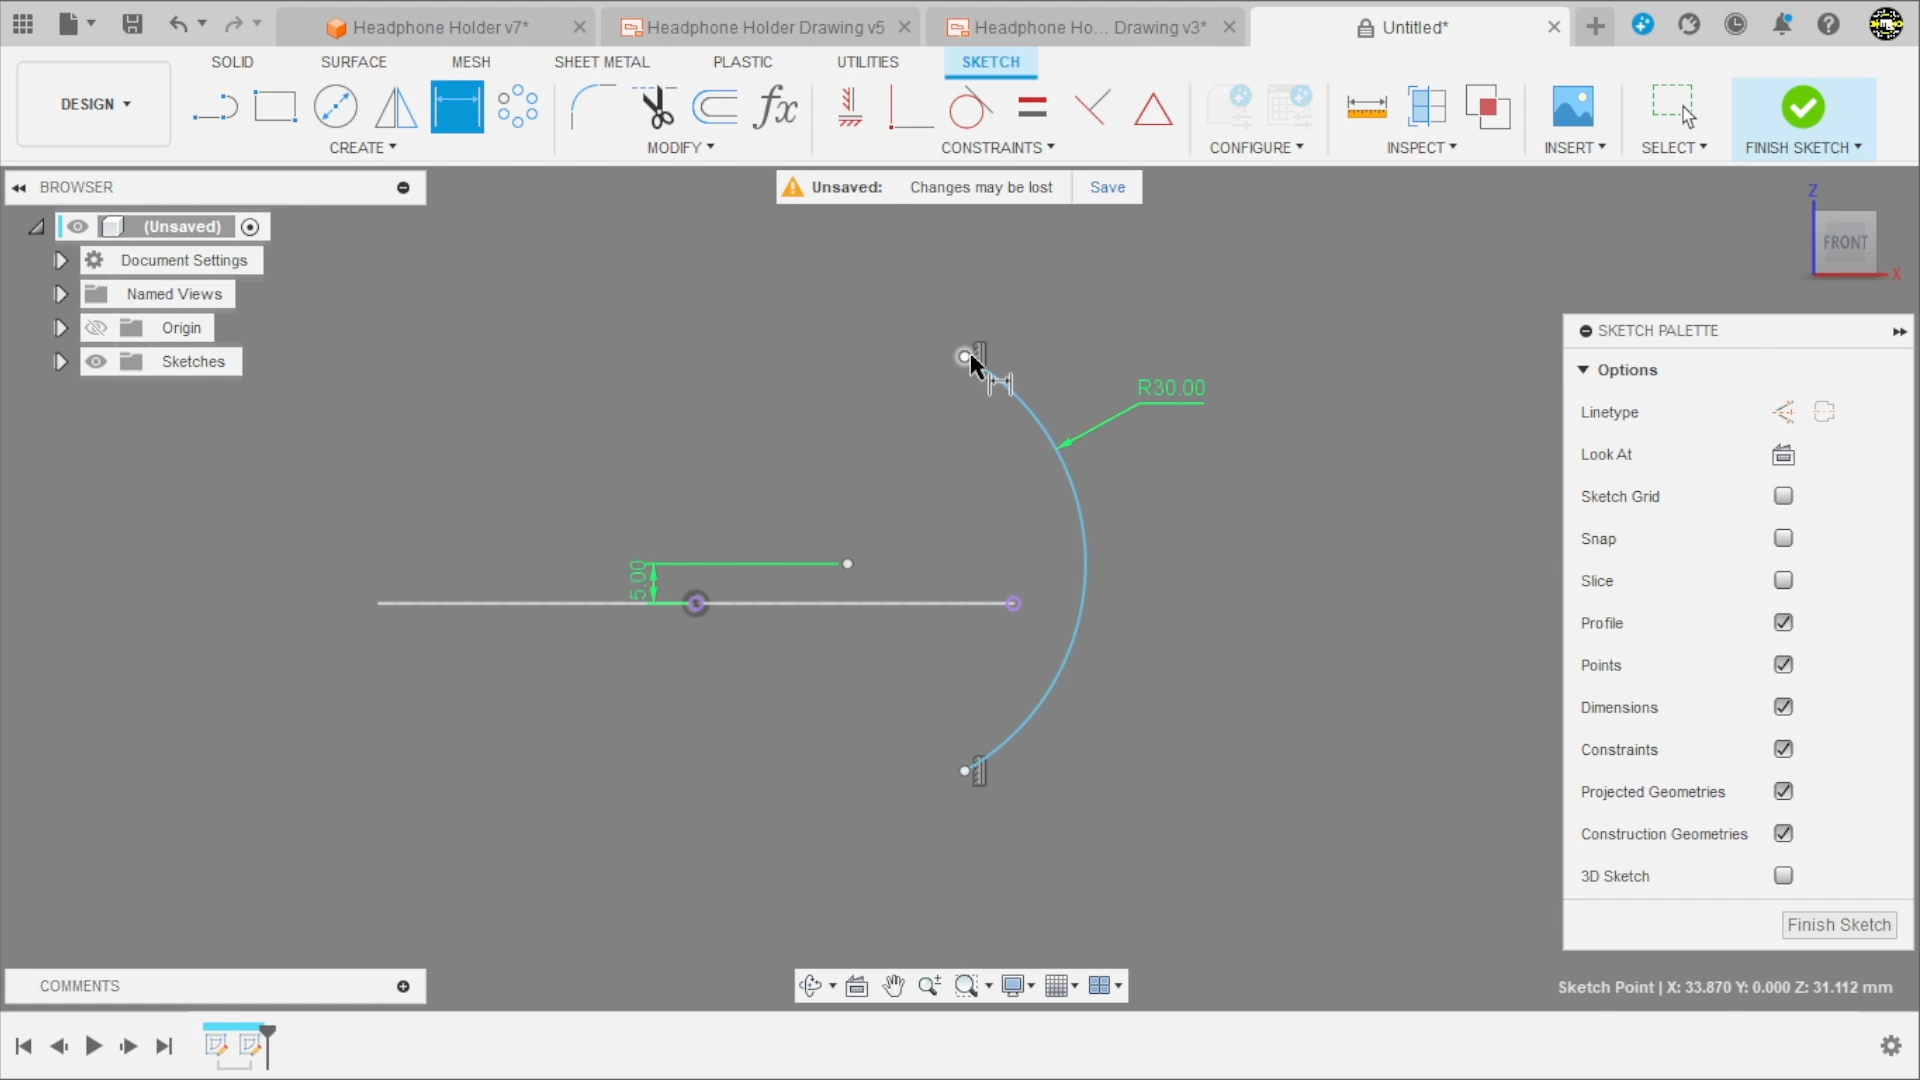 Headphone Holder v7*
Headphone Holder Drawing v5
Headphone Ho... Drawing v3*
Untitled*
SOLID
SURFACE
MESH
SHEET METAL
PLASTIC
UTILITIES
SKETCH
DESIGN
fx
CREATE
MODIFY
CONSTRAINTS
CONFIGURE
INSPECT
INSERT
SELECT
FINISH SKETCH
BROWSER
Unsaved: Changes may be lost Save
(Unsaved)
Document Settings
Named Views
Origin
Sketches
Z
FRONT
X
R30.00
5.00
SKETCH PALETTE
Options
Linetype
Look At
Sketch Grid
Snap
Slice
Profile
Points
Dimensions
Constraints
Projected Geometries
Construction Geometries
3D Sketch
Finish Sketch
COMMENTS
Sketch Point | X: 33.870 Y: 0.000 Z: 31.112 mm